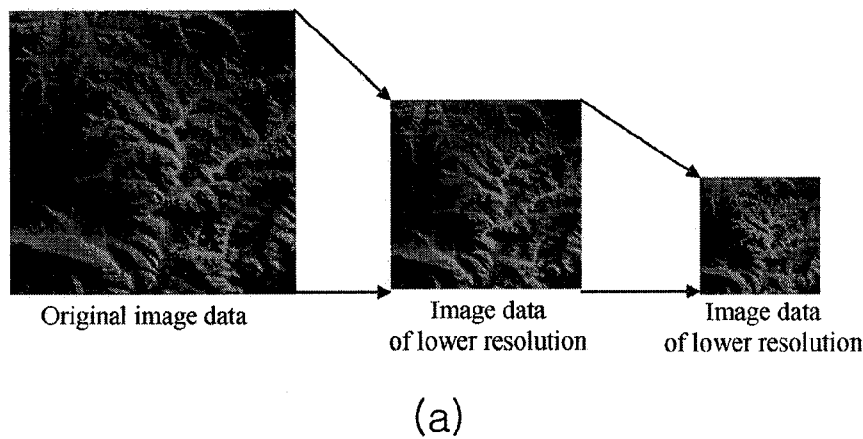 Original image data
Image data
of lower resolution
Image data
of lower resolution
(a)